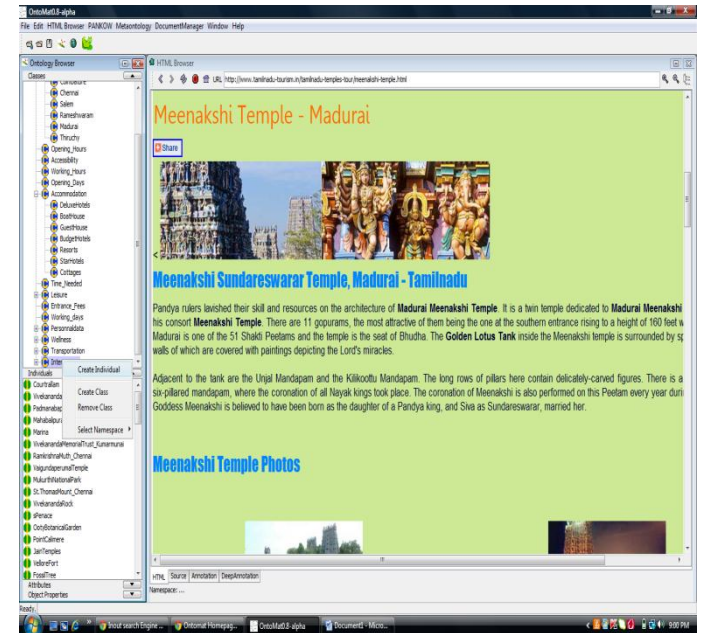 OntoMat0.8-alpha
File Edit HTML Browser PANKOW Metaontology DocumentManager Window Help
Ontology Browser
Classes
Coimbatore
Chennai
Salem
Rameshwaram
Madurai
Thiruchy
Opening_Hours
Accessibility
Working_Hours
Opening_Days
Accommodation
DeluxeHotels
BoatHouse
GuestHouse
BudgetHotels
Resorts
StarHotels
Cottages
Time_Needed
Leisure
Entrance_Fees
Working_days
Personnaldata
Wellness
Transportation
Inter
Create Individual
Create Class
Remove Class
Select Namespace
Individuals
Courtrallam
Vivekananda
Padmanabap
Mahabalipura
Marina
VivekanandaMemorialTrust_Kumarmunai
RamkrishnaMuth_Chennai
VaigundaperumalTemple
MukurthiNationalPark
St.ThomasMount_Chennai
VivekanandaRock
sPenace
OotyBotanicalGarden
PointCalimere
JainTemples
VelloreFort
FossilTree
Attributes
Object Properties
Ready.
HTML Browser
URL http://www.tamilnadu-tourism.in/tamilnadu-temples-tour/meenakshi-temple.html
Meenakshi Temple - Madurai
Share
<
Meenakshi Sundareswarar Temple, Madurai - Tamilnadu
Pandya rulers lavished their skill and resources on the architecture of Madurai Meenakshi Temple. It is a twin temple dedicated to Madurai Meenakshi
his consort Meenakshi Temple. There are 11 gopurams, the most attractive of them being the one at the southern entrance rising to a height of 160 feet w
Madurai is one of the 51 Shakti Peetams and the temple is the seat of Bhudha. The Golden Lotus Tank inside the Meenakshi temple is surrounded by sp
walls of which are covered with paintings depicting the Lord's miracles.
Adjacent to the tank are the Unjal Mandapam and the Kilikoottu Mandapam. The long rows of pillars here contain delicately-carved figures. There is a
six-pillared mandapam, where the coronation of all Nayak kings took place. The coronation of Meenakshi is also performed on this Peetam every year duri
Goddess Meenakshi is believed to have been born as the daughter of a Pandya king, and Siva as Sundareswarar, married her.
Meenakshi Temple Photos
HTML Source Annotation DeepAnnotation
Namespace: ...
Inout search Engine ...
Ontomat Homepag...
OntoMat0.8-alpha
Document1 - Micro...
9:00 PM